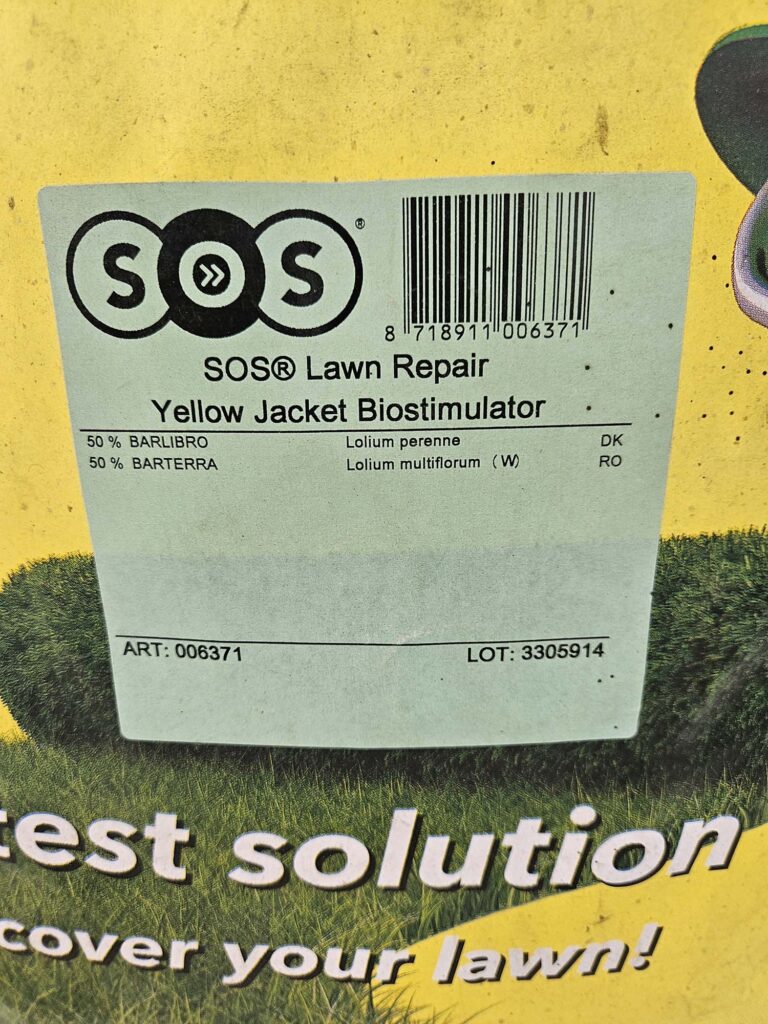 SOS®
8 718911 006371
SOS® Lawn Repair
Yellow Jacket Biostimulator
50 % BARLIBRO Lolium perenne DK
50 % BARTERRA Lolium multiflorum (W) RO
ART: 006371 LOT: 3305914
test solution
cover your lawn!